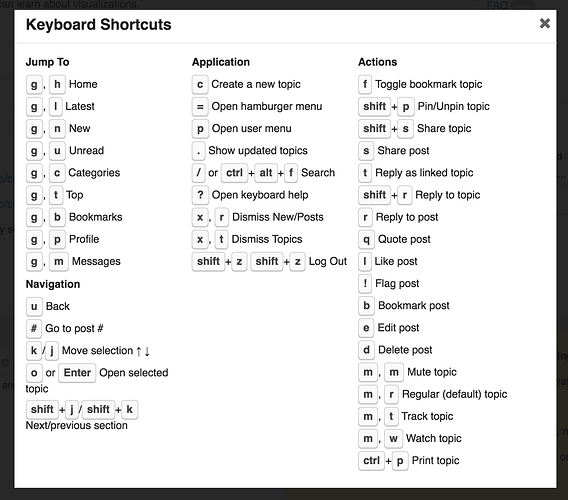 can learn about visualizations.
FAQ
Keyboard Shortcuts
×
Jump To
g , h Home
g , l Latest
g , n New
g , u Unread
g , c Categories
g , t Top
g , b Bookmarks
g , p Profile
g , m Messages
Navigation
u Back
# Go to post #
k / j Move selection ↑ ↓
o or Enter Open selected
topic
shift + j / shift + k
Next/previous section
Application
c Create a new topic
= Open hamburger menu
p Open user menu
. Show updated topics
/ or ctrl + alt + f Search
? Open keyboard help
x , r Dismiss New/Posts
x , t Dismiss Topics
shift + z shift + z Log Out
Actions
f Toggle bookmark topic
shift + p Pin/Unpin topic
shift + s Share topic
s Share post
t Reply as linked topic
shift + r Reply to topic
r Reply to post
q Quote post
l Like post
! Flag post
b Bookmark post
e Edit post
d Delete post
m , m Mute topic
m , r Regular (default) topic
m , t Track topic
m , w Watch topic
ctrl + p Print topic